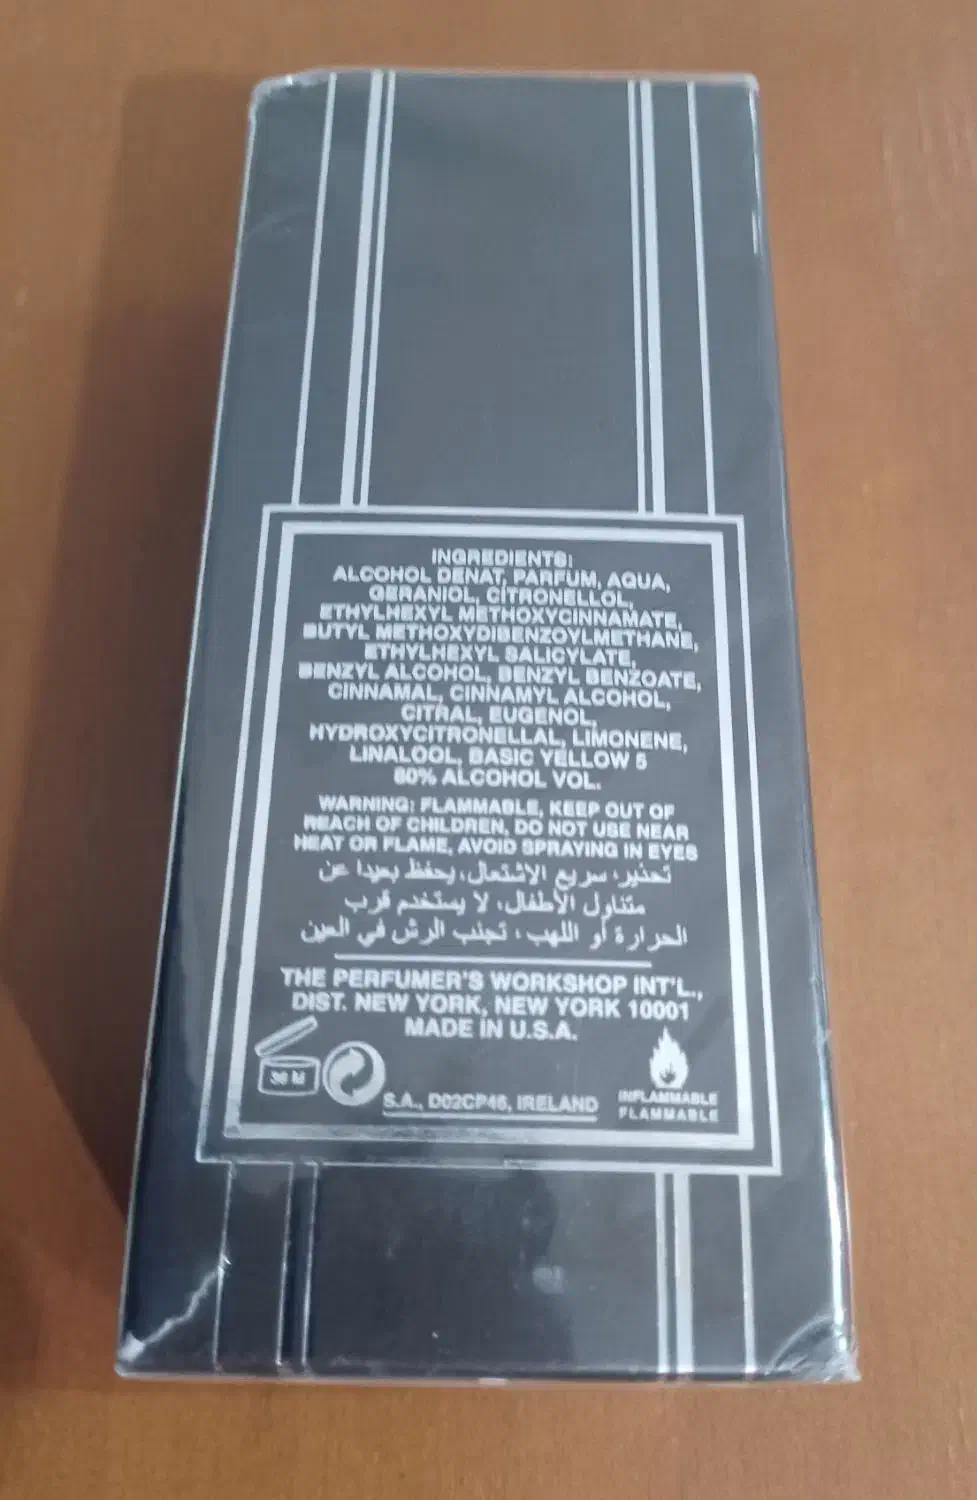 INGREDIENTS:
ALCOHOL DENAT, PARFUM, AQUA,
GERANIOL, CITRONELLOL,
ETHYLHEXYL METHOXYCINNAMATE,
BUTYL METHOXYDIBENZOYLMETHANE,
ETHYLHEXYL SALICYLATE,
BENZYL ALCOHOL, BENZYL BENZOATE,
CINNAMAL, CINNAMYL ALCOHOL,
CITRAL, EUGENOL,
HYDROXYCITRONELLAL, LIMONENE,
LINALOOL, BASIC YELLOW 5
80% ALCOHOL VOL.
WARNING: FLAMMABLE, KEEP OUT OF
REACH OF CHILDREN, DO NOT USE NEAR
HEAT OR FLAME, AVOID SPRAYING IN EYES
تحذير: سريع الاشتعال، يحفظ بعيدا عن
متناول الأطفال، لا يستخدم قرب
الحرارة أو اللهب، تجنب الرش في العين
THE PERFUMER'S WORKSHOP INT'L.,
DIST. NEW YORK, NEW YORK 10001
MADE IN U.S.A.
36 M
S.A., D02CP46, IRELAND
INFLAMMABLE
FLAMMABLE